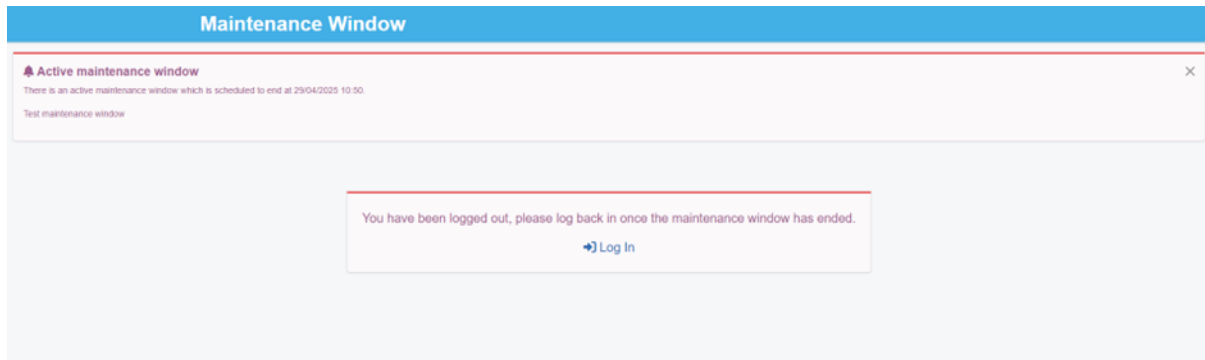 Maintenance Window
Active maintenance window
There is an active maintenance window which is scheduled to end at 29/04/2025 10:50.
Test maintenance window
You have been logged out, please log back in once the maintenance window has ended.
Log In